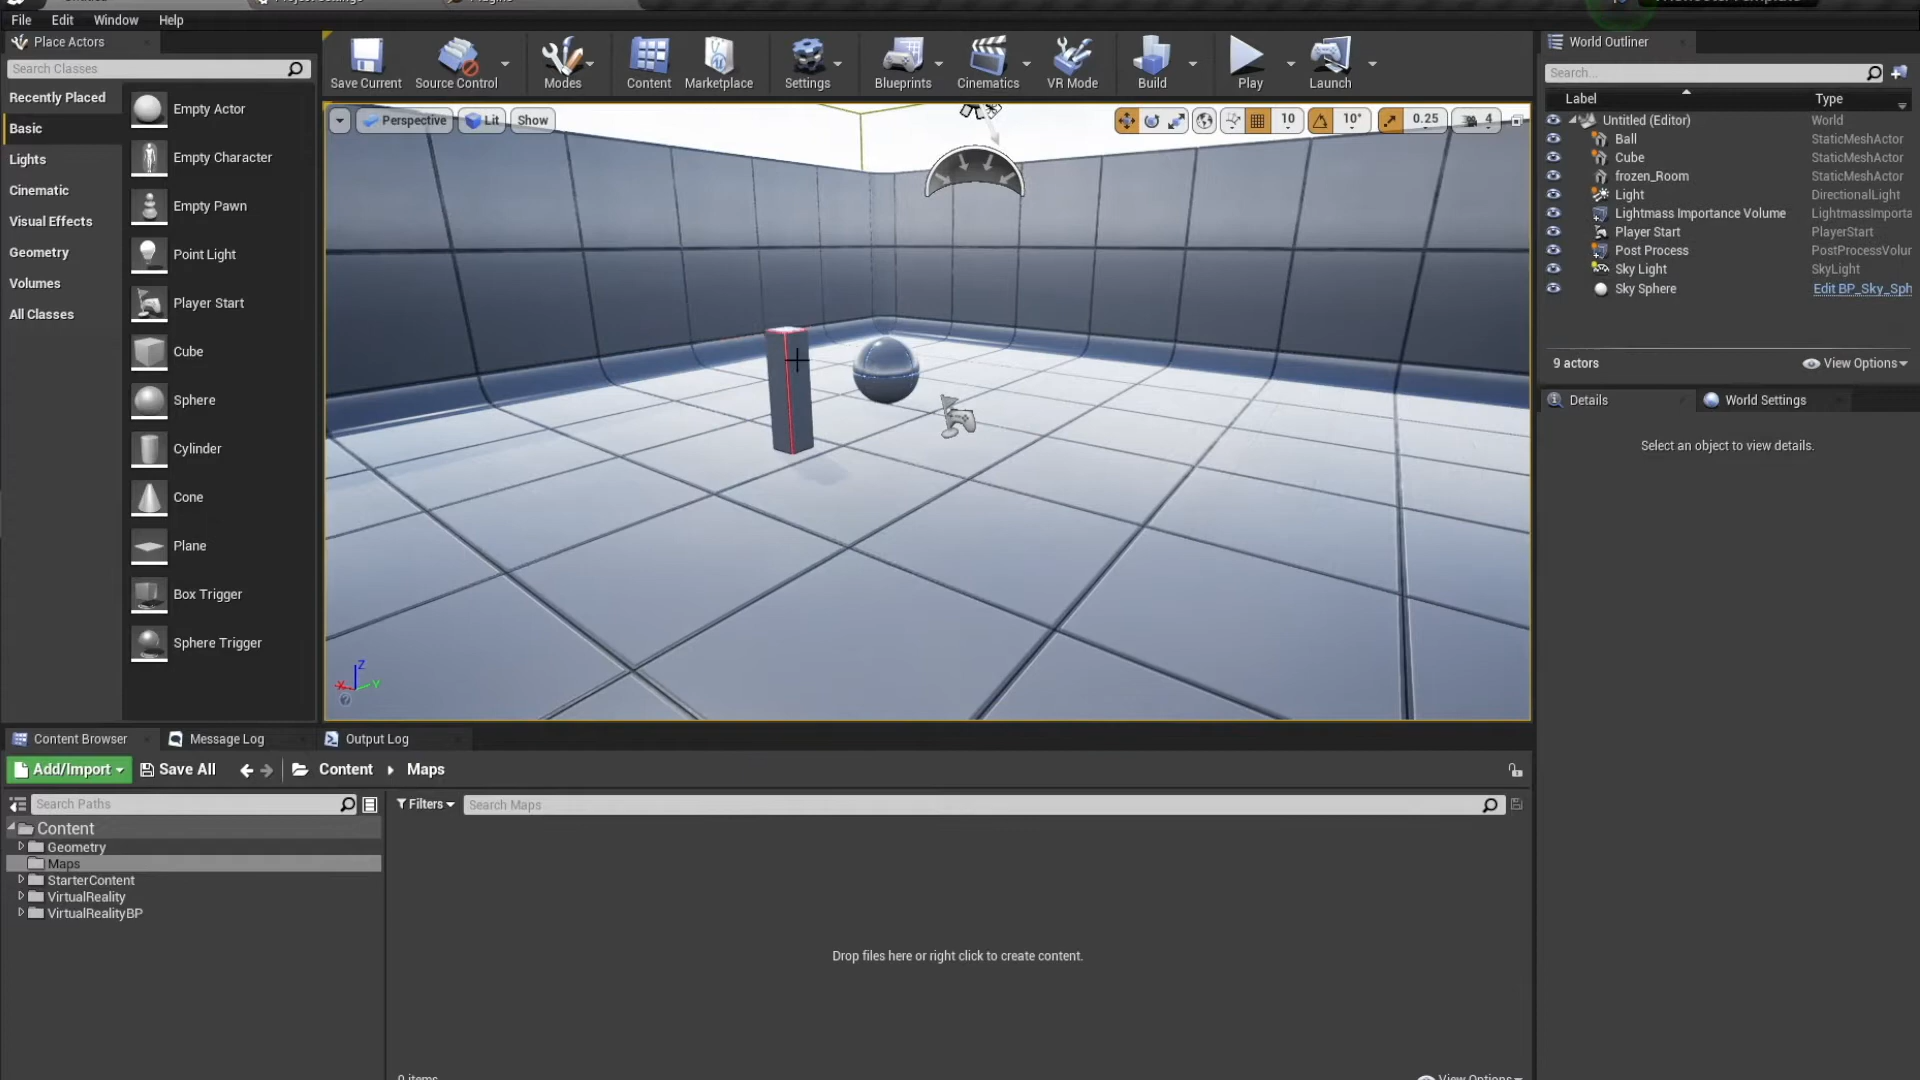 File Edit Window Help
Place Actors
Search Classes
Recently Placed
Basic
Lights
Cinematic
Visual Effects
Geometry
Volumes
All Classes
Empty Actor
Empty Character
Empty Pawn
Point Light
Player Start
Cube
Sphere
Cylinder
Cone
Plane
Box Trigger
Sphere Trigger
Save Current Source Control Modes Content Marketplace Settings Blueprints Cinematics VR Mode Build Play Launch
Perspective Lit Show 10 10° 0.25 4
Z
X Y
World Outliner
Search...
Label Type
Untitled (Editor) World
Ball StaticMeshActor
Cube StaticMeshActor
frozen_Room StaticMeshActor
Light DirectionalLight
Lightmass Importance Volume LightmassImporta
Player Start PlayerStart
Post Process PostProcessVolur
Sky Light SkyLight
Sky Sphere Edit BP_Sky_Sph
9 actors View Options
Details World Settings
Select an object to view details.
Content Browser Message Log Output Log
Add/Import Save All Content Maps
Search Paths
Filters Search Maps
Content
Geometry
Maps
StarterContent
VirtualReality
VirtualRealityBP
Drop files here or right click to create content.
0 items View Options